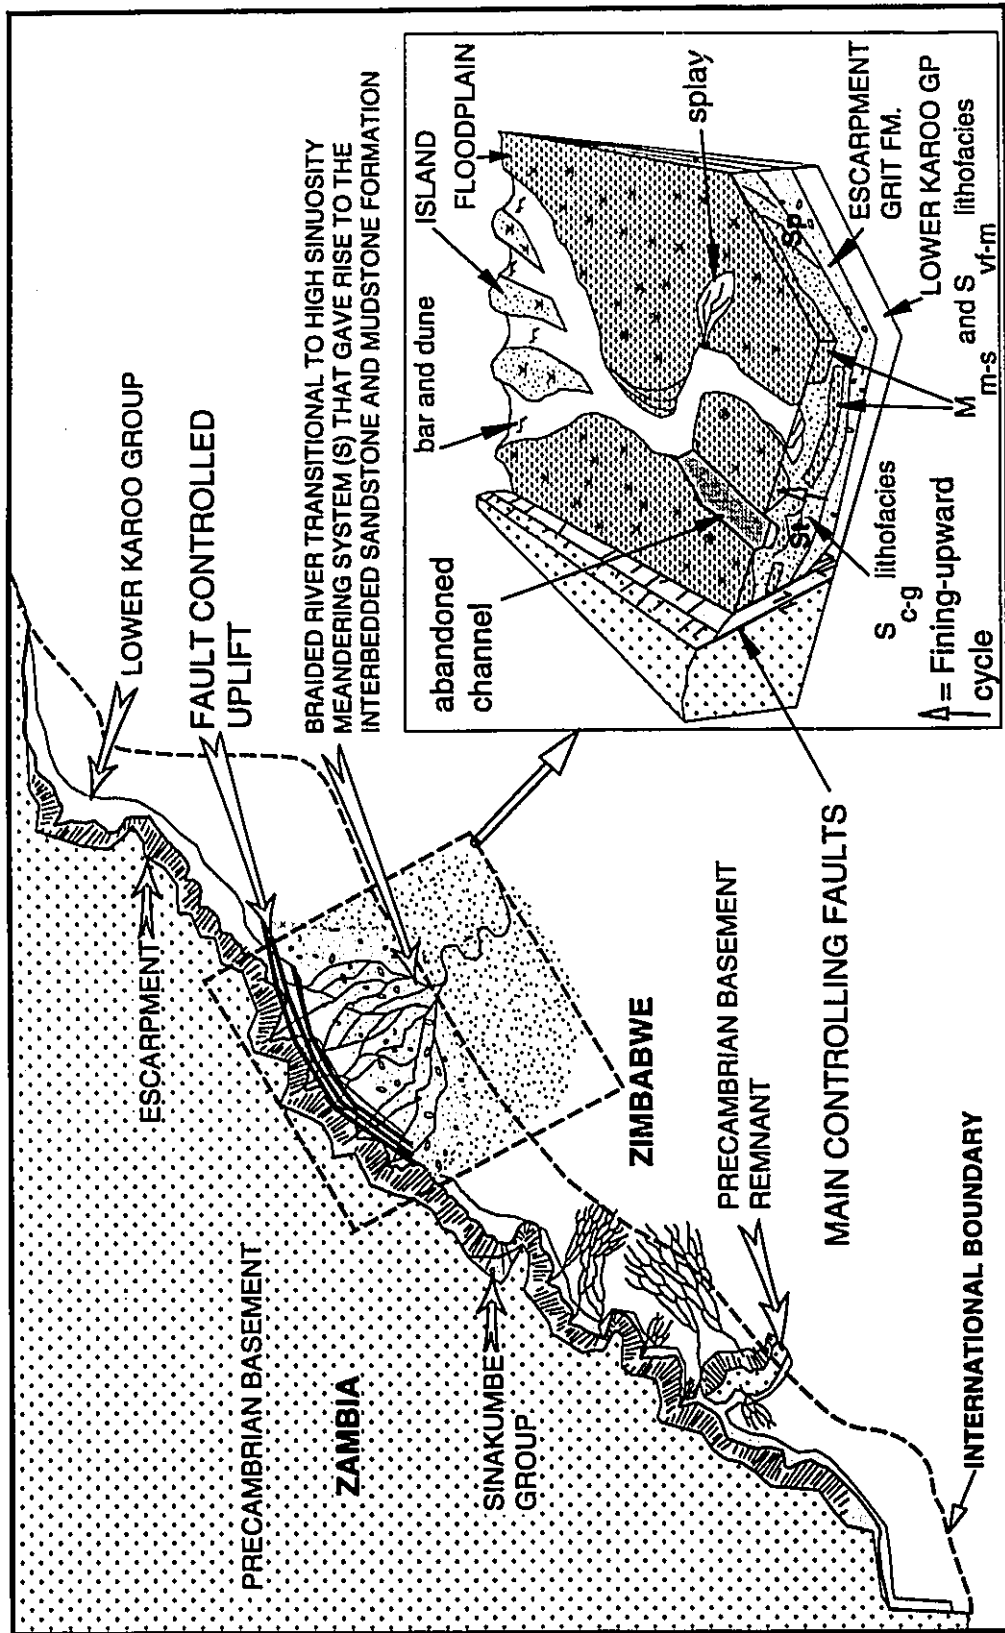 PRECAMBRIAN BASEMENT
ZAMBIA
SINAKUMBE
GROUP
ESCARPMENT
LOWER KAROO GROUP
FAULT CONTROLLED
UPLIFT
BRAIDED RIVER TRANSITIONAL TO HIGH SINUOSITY
MEANDERING SYSTEM (S) THAT GAVE RISE TO THE
INTERBEDDED SANDSTONE AND MUDSTONE FORMATION
ZIMBABWE
PRECAMBRIAN BASEMENT
REMNANT
MAIN CONTROLLING FAULTS
INTERNATIONAL BOUNDARY
bar and dune
ISLAND
FLOODPLAIN
abandoned
channel
splay
St
Sp
ESCARPMENT
GRIT FM.
LOWER KAROO GP
M m-s and S vf-m lithofacies
S c-g lithofacies
= Fining-upward
cycle